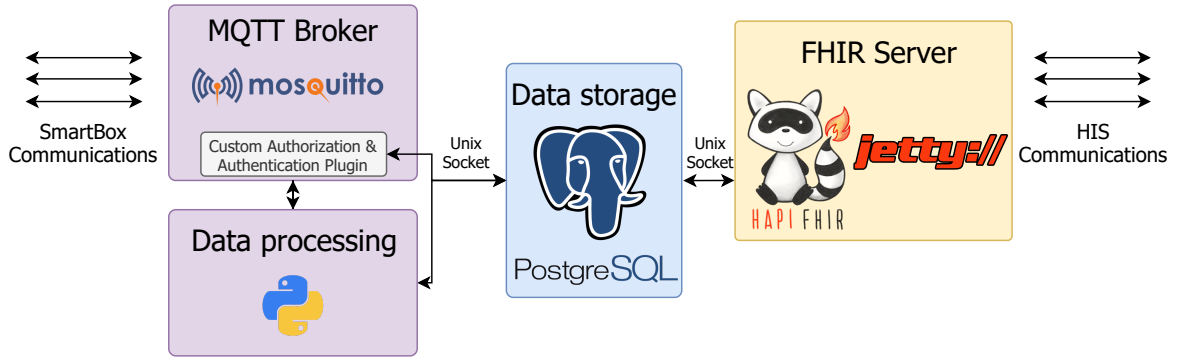 MQTT Broker
mosquitto
Custom Authorization &
Authentication Plugin
SmartBox
Communications
Data processing
Unix
Socket
Data storage
PostgreSQL
Unix
Socket
FHIR Server
HAPI FHIR
jetty://
HIS
Communications